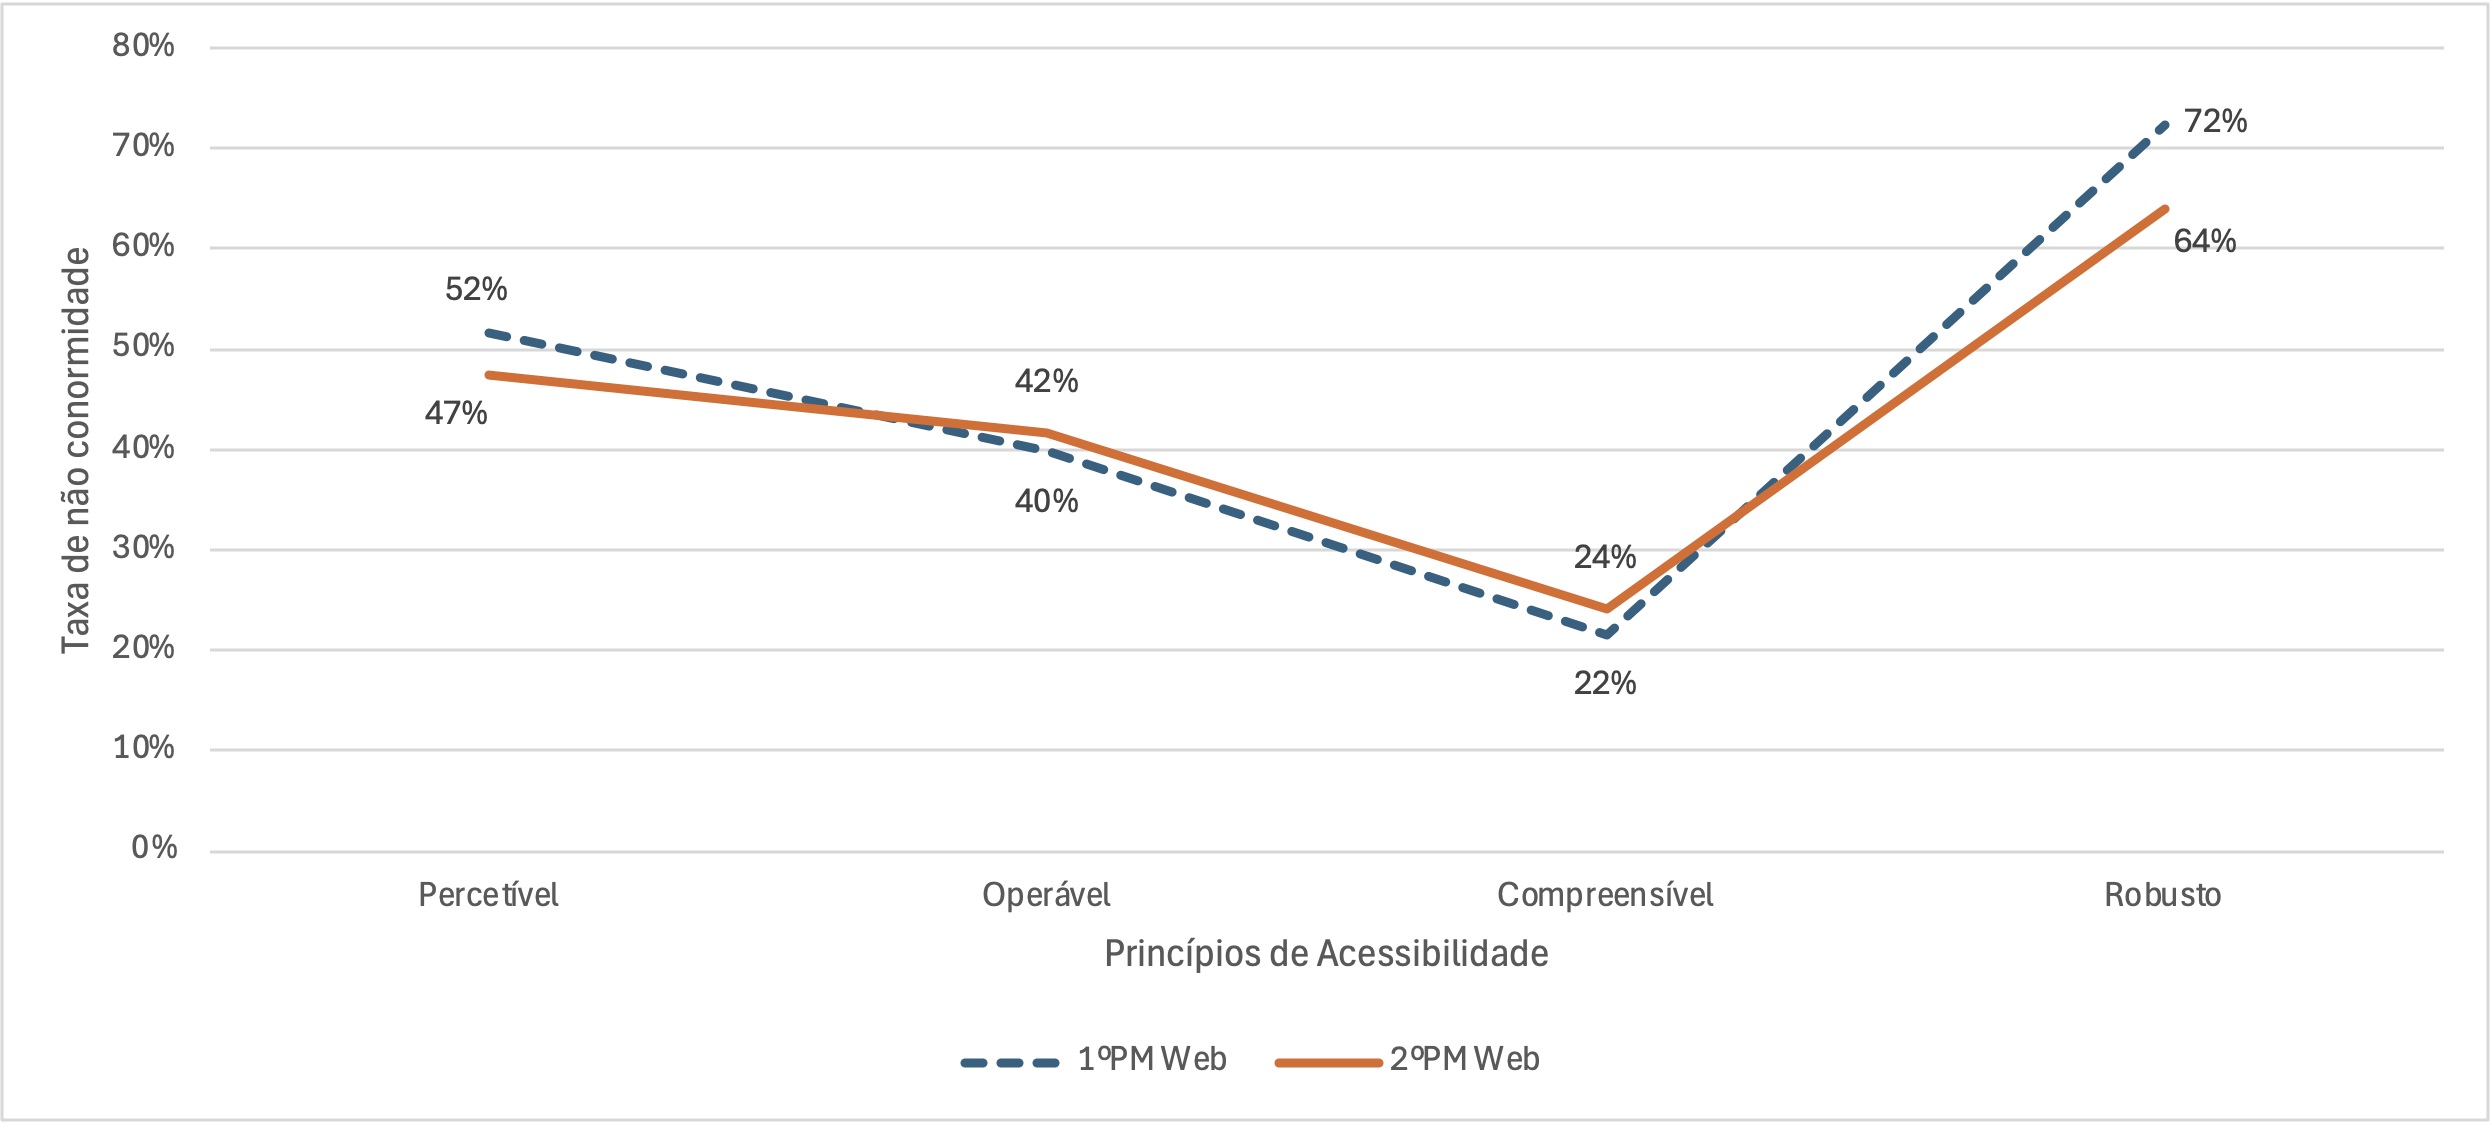 80%
70%
60%
50%
40%
30%
20%
10%
0%
Taxa de não conormidade
52%
47%
42%
40%
24%
22%
72%
64%
Percetível
Operável
Compreensível
Robusto
Princípios de Acessibilidade
1ºPM Web
2ºPM Web